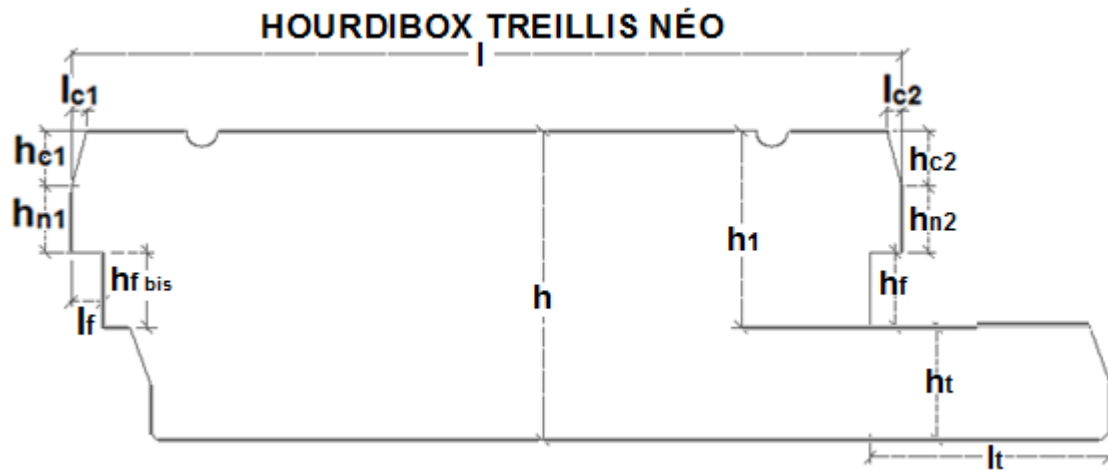 HOURDIBOX TREILLIS NÉO
l
lc1
lc2
hc1
hc2
hn1
hn2
h1
hf bis
hf
lf
h
ht
lt